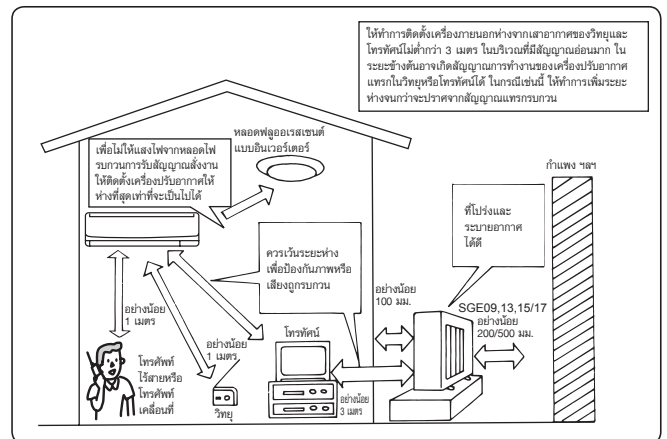 ให้ทำการติดตั้งเครื่องภายนอกห่างจากเสาอากาศของวิทยุและ
โทรทัศน์ไม่ต่ำกว่า 3 เมตร ในบริเวณที่มีสัญญาณอ่อนมาก ใน
ระยะข้างต้นอาจเกิดสัญญาณการทำงานของเครื่องปรับอากาศ
แทรกในวิทยุหรือโทรทัศน์ได้ ในกรณีเช่นนี้ ให้ทำการเพิ่มระยะ
ห่างจนกว่าจะปราศจากสัญญาณแทรกรบกวน
หลอดฟลูออเรสเซนต์
แบบอินเวอร์เตอร์
เพื่อไม่ให้แสงไฟจากหลอดไฟ
รบกวนการรับสัญญาณสั่งงาน
ให้ติดตั้งเครื่องปรับอากาศให้
ห่างที่สุดเท่าที่จะเป็นไปได้
กำแพง ฯลฯ
ที่โปร่งและ
ระบายอากาศ
ได้ดี
ควรเว้นระยะห่าง
เพื่อป้องกันภาพหรือ
เสียงถูกรบกวน
อย่างน้อย
100 มม.
SGE09,13,15/17
อย่างน้อย
200/500 มม.
อย่างน้อย
1 เมตร
อย่างน้อย
1 เมตร
โทรทัศน์
โทรศัพท์
ไร้สายหรือ
โทรศัพท์
เคลื่อนที่
วิทยุ
อย่างน้อย
3 เมตร